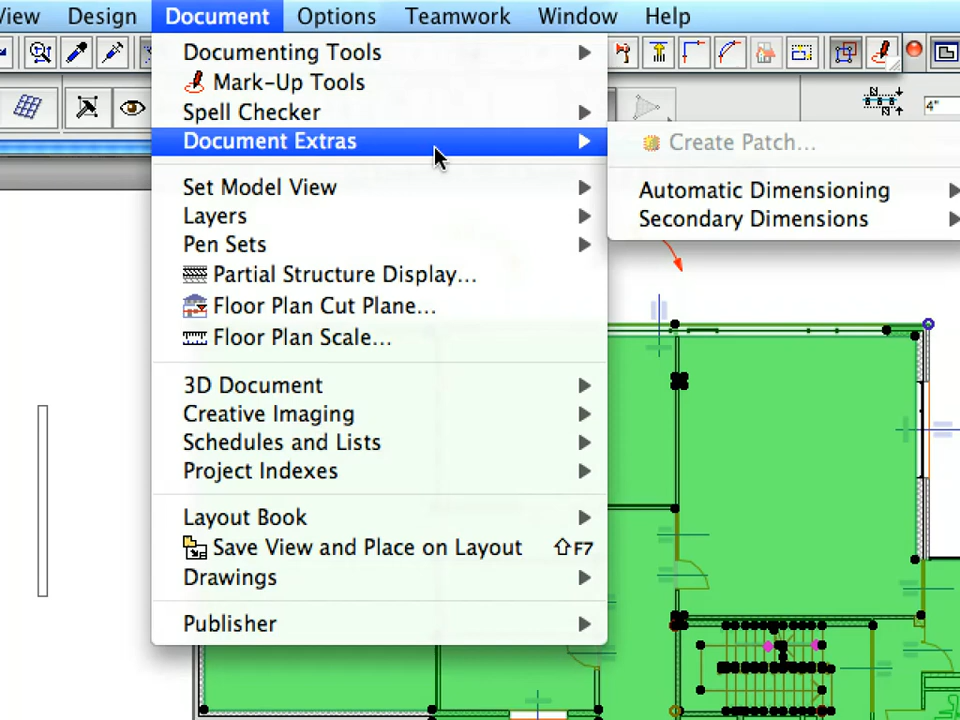 View Design Document Options Teamwork Window Help
Documenting Tools
Mark-Up Tools
Spell Checker
Document Extras
Create Patch...
Set Model View
Automatic Dimensioning
Layers
Secondary Dimensions
Pen Sets
Partial Structure Display...
Floor Plan Cut Plane...
Floor Plan Scale...
3D Document
Creative Imaging
Schedules and Lists
Project Indexes
Layout Book
Save View and Place on Layout ⇧F7
Drawings
Publisher
4"